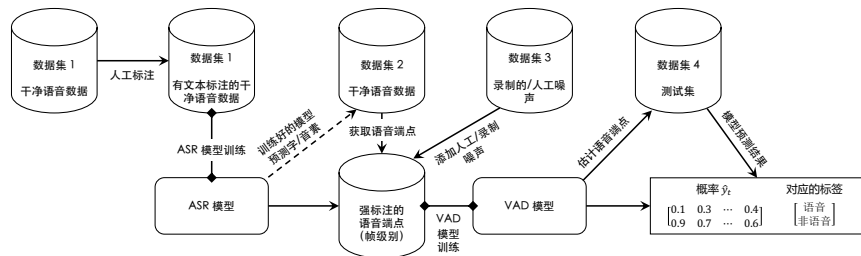 数据集 1
干净语音数据
人工标注
数据集 1
有文本标注的干
净语音数据
数据集 2
干净语音数据
数据集 3
录制的/人工噪
声
数据集 4
测试集
ASR 模型训练
训练好的模型
预测字/音素
获取语音端点
添加人工/录制
噪声
估计语音端点
模型预测结果
ASR 模型
强标注的
语音端点
(帧级别)
VAD
模型
训练
VAD 模型
概率 ŷt 对应的标签
[0.1 0.3 ⋯ 0.4] [ 语音 ]
[0.9 0.7 ⋯ 0.6] [非语音]